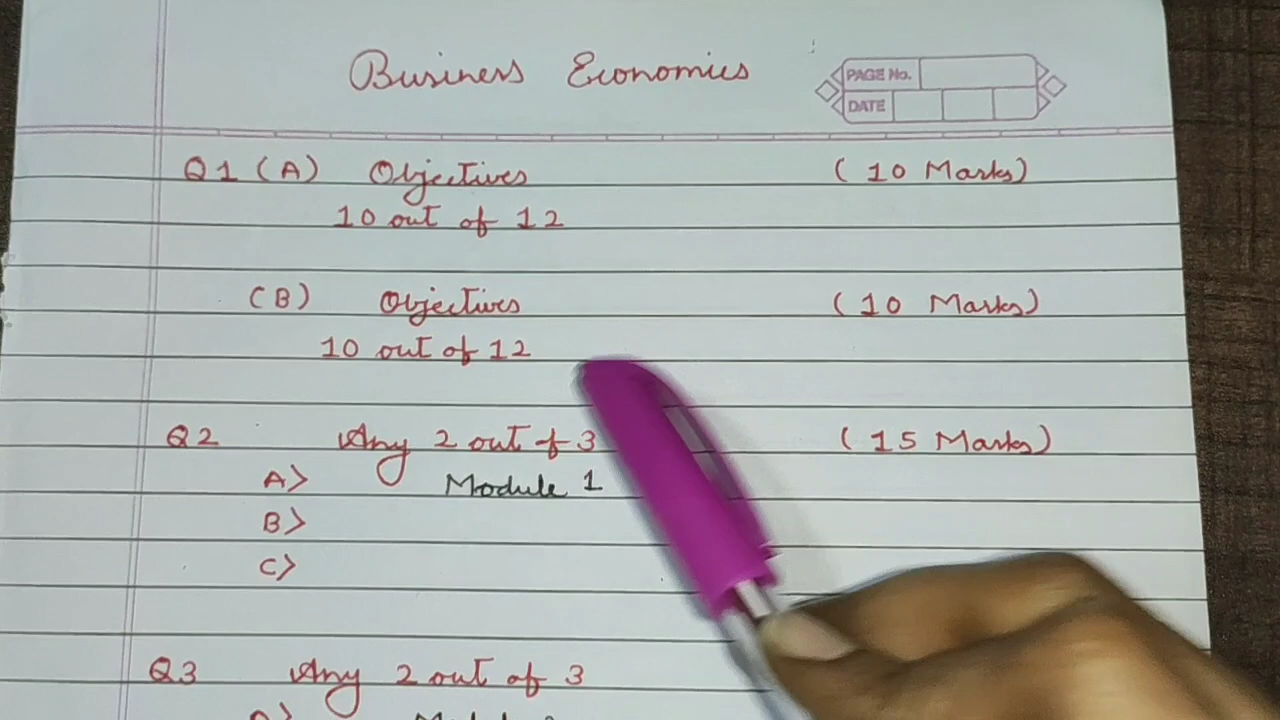 Business Economics
PAGE No.
DATE
Q1 (A) Objectives (10 Marks)
10 out of 12
(B) Objectives (10 Marks)
10 out of 12
Q2 Any 2 out of 3 (15 Marks)
A> Module 1
B>
C>
Q3 Any 2 out of 3